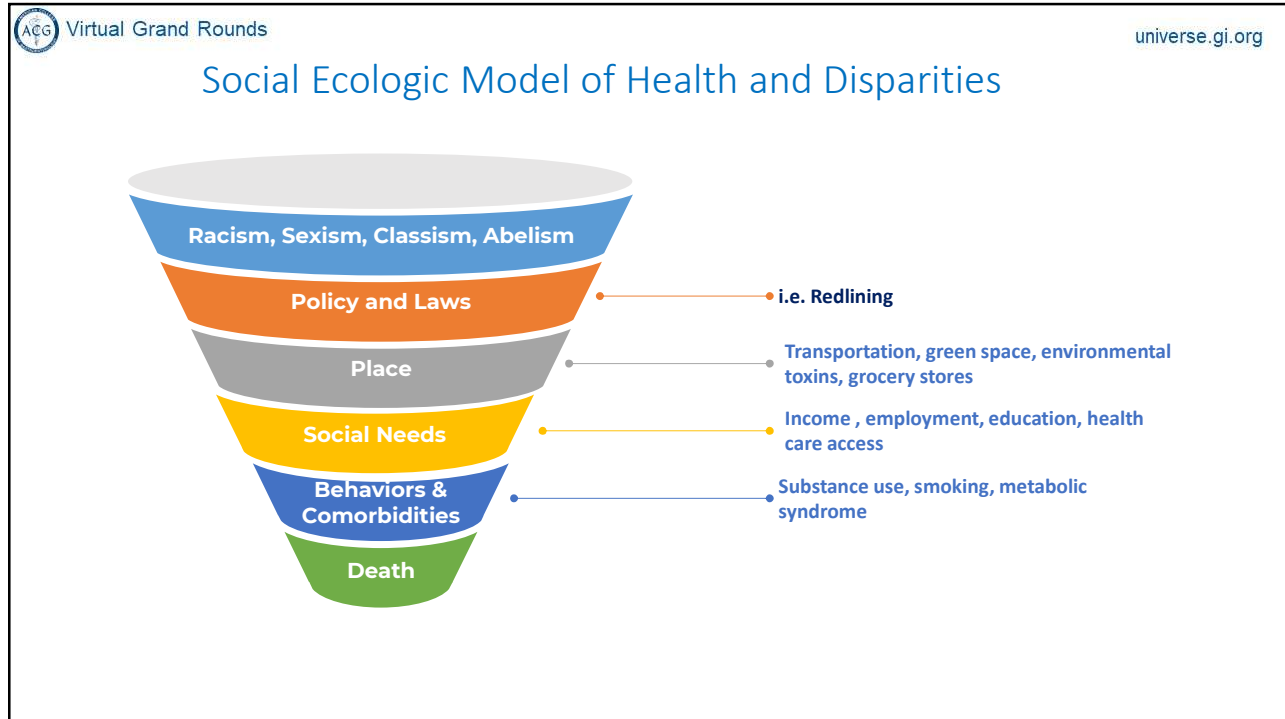 ACG Virtual Grand Rounds
universe.gi.org
Social Ecologic Model of Health and Disparities
Racism, Sexism, Classism, Abelism
Policy and Laws
i.e. Redlining
Place
Transportation, green space, environmental
toxins, grocery stores
Social Needs
Income , employment, education, health
care access
Behaviors &
Comorbidities
Substance use, smoking, metabolic
syndrome
Death